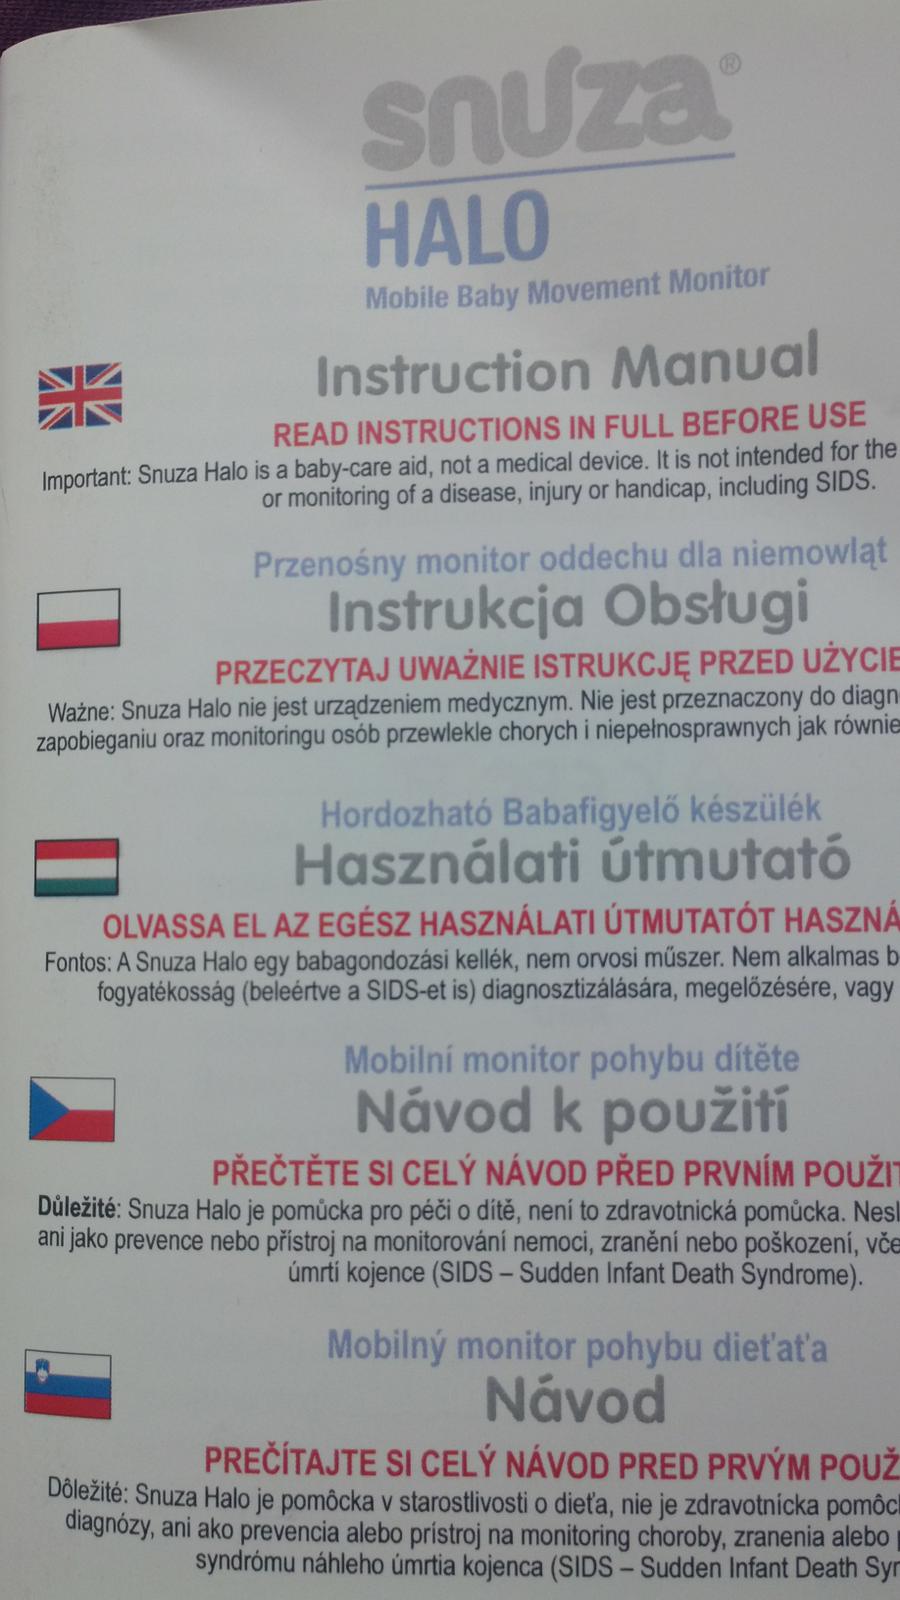 snuza®
HALO
Mobile Baby Movement Monitor
Instruction Manual
READ INSTRUCTIONS IN FULL BEFORE USE
Important: Snuza Halo is a baby-care aid, not a medical device. It is not intended for the
or monitoring of a disease, injury or handicap, including SIDS.
Przenośny monitor oddechu dla niemowląt
Instrukcja Obsługi
PRZECZYTAJ UWAŻNIE ISTRUKCJĘ PRZED UŻYCIE
Ważne: Snuza Halo nie jest urządzeniem medycznym. Nie jest przeznaczony do diagn
zapobieganiu oraz monitoringu osób przewlekle chorych i niepełnosprawnych jak równie
Hordozható Babafigyelő készülék
Használati útmutató
OLVASSA EL AZ EGÉSZ HASZNÁLATI ÚTMUTATÓT HASZNÁ
Fontos: A Snuza Halo egy babagondozási kellék, nem orvosi műszer. Nem alkalmas b
fogyatékosság (beleértve a SIDS-et is) diagnosztizálására, megelőzésére, vagy
Mobilní monitor pohybu dítěte
Návod k použití
PŘEČTĚTE SI CELÝ NÁVOD PŘED PRVNÍM POUŽIT
Důležité: Snuza Halo je pomůcka pro péči o dítě, není to zdravotnická pomůcka. Nesl
ani jako prevence nebo přístroj na monitorování nemoci, zranění nebo poškození, vče
úmrtí kojence (SIDS – Sudden Infant Death Syndrome).
Mobilný monitor pohybu dieťaťa
Návod
PREČÍTAJTE SI CELÝ NÁVOD PRED PRVÝM POUŽ
Dôležité: Snuza Halo je pomôcka v starostlivosti o dieťa, nie je zdravotnícka pomôc
diagnózy, ani ako prevencia alebo prístroj na monitoring choroby, zranenia alebo
syndrómu náhleho úmrtia kojenca (SIDS – Sudden Infant Death Syn